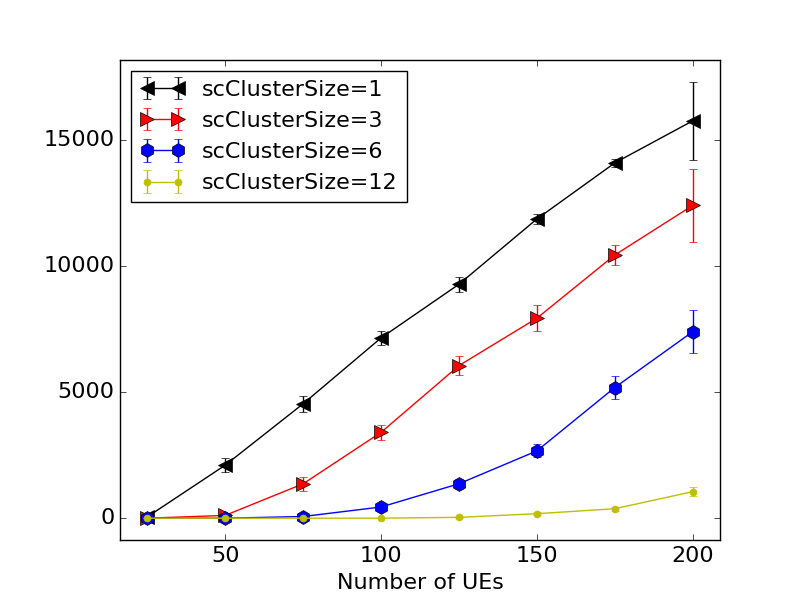 scClusterSize=1
scClusterSize=3
scClusterSize=6
scClusterSize=12
15000
10000
5000
0
50 100 150 200
Number of UEs